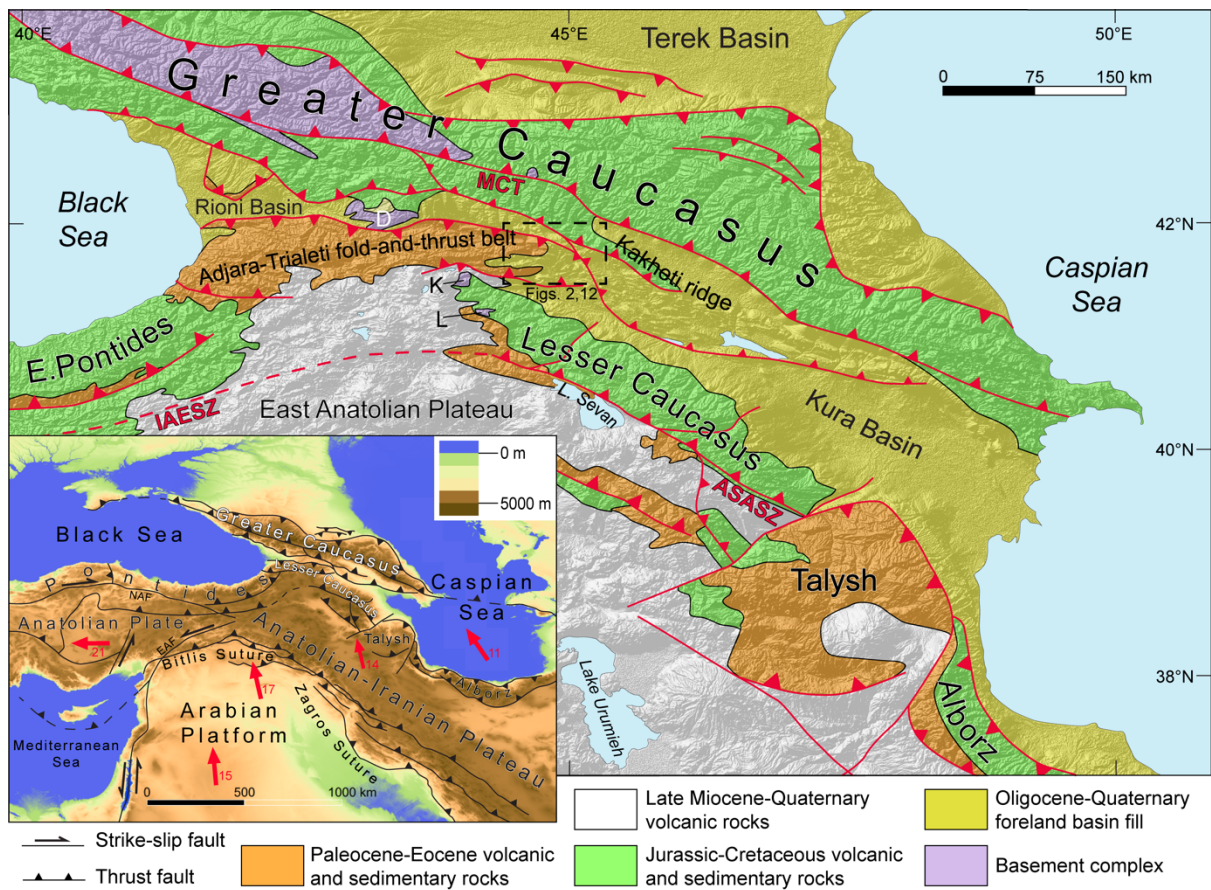 40°E
45°E
50°E
Terek Basin
0 75 150 km
Greater Caucasus
MCT
Black
Sea
Rioni Basin
D
42°N
Adjara-Trialeti fold-and-thrust belt
Kakheti ridge
Caspian
Sea
K
Figs. 2,12
L
E.Pontides
Lesser Caucasus
IAESZ
East Anatolian Plateau
L. Sevan
Kura Basin
40°N
ASASZ
Talysh
Lake Urumieh
38°N
Alborz
0 m
5000 m
Black Sea
Greater Caucasus
Lesser Caucasus
Caspian
Sea
Pontides
NAF
Anatolian Plate
21
EAF
Talysh
14
11
Bitlis Suture
17
Alborz
Anatolian-Iranian Plateau
Arabian
Platform
Zagros Suture
Mediterranean
Sea
15
0 500 1000 km
Strike-slip fault
Thrust fault
Paleocene-Eocene volcanic
and sedimentary rocks
Late Miocene-Quaternary
volcanic rocks
Jurassic-Cretaceous volcanic
and sedimentary rocks
Oligocene-Quaternary
foreland basin fill
Basement complex